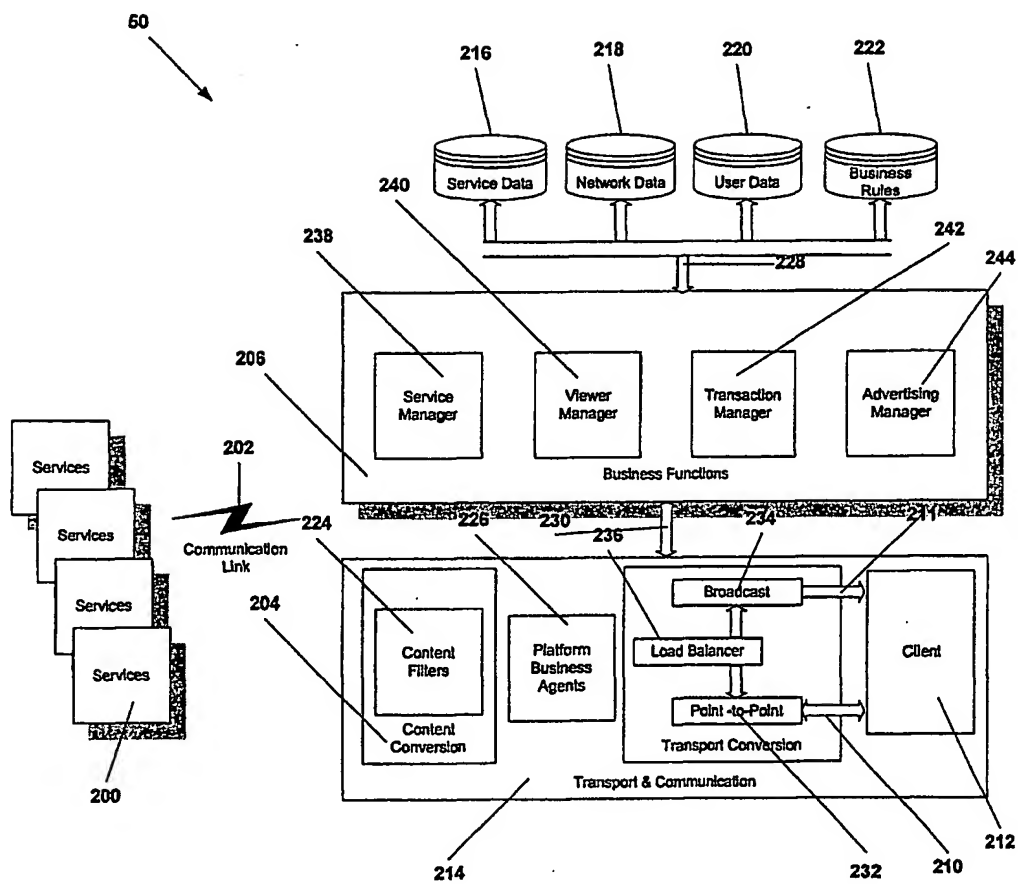 50
216
218
220
222
Service Data
Network Data
User Data
Business
Rules
240
238
242
228
244
Service
Manager
Viewer
Manager
Transaction
Manager
Advertising
Manager
206
Business Functions
Services
Services
Services
Services
202
Communication
Link
200
224
226
230
236
234
211
204
Content
Filters
Content
Conversion
Platform
Business
Agents
Broadcast
Load Balancer
Point -to-Point
Transport Conversion
Client
Transport & Communication
214
232
210
212